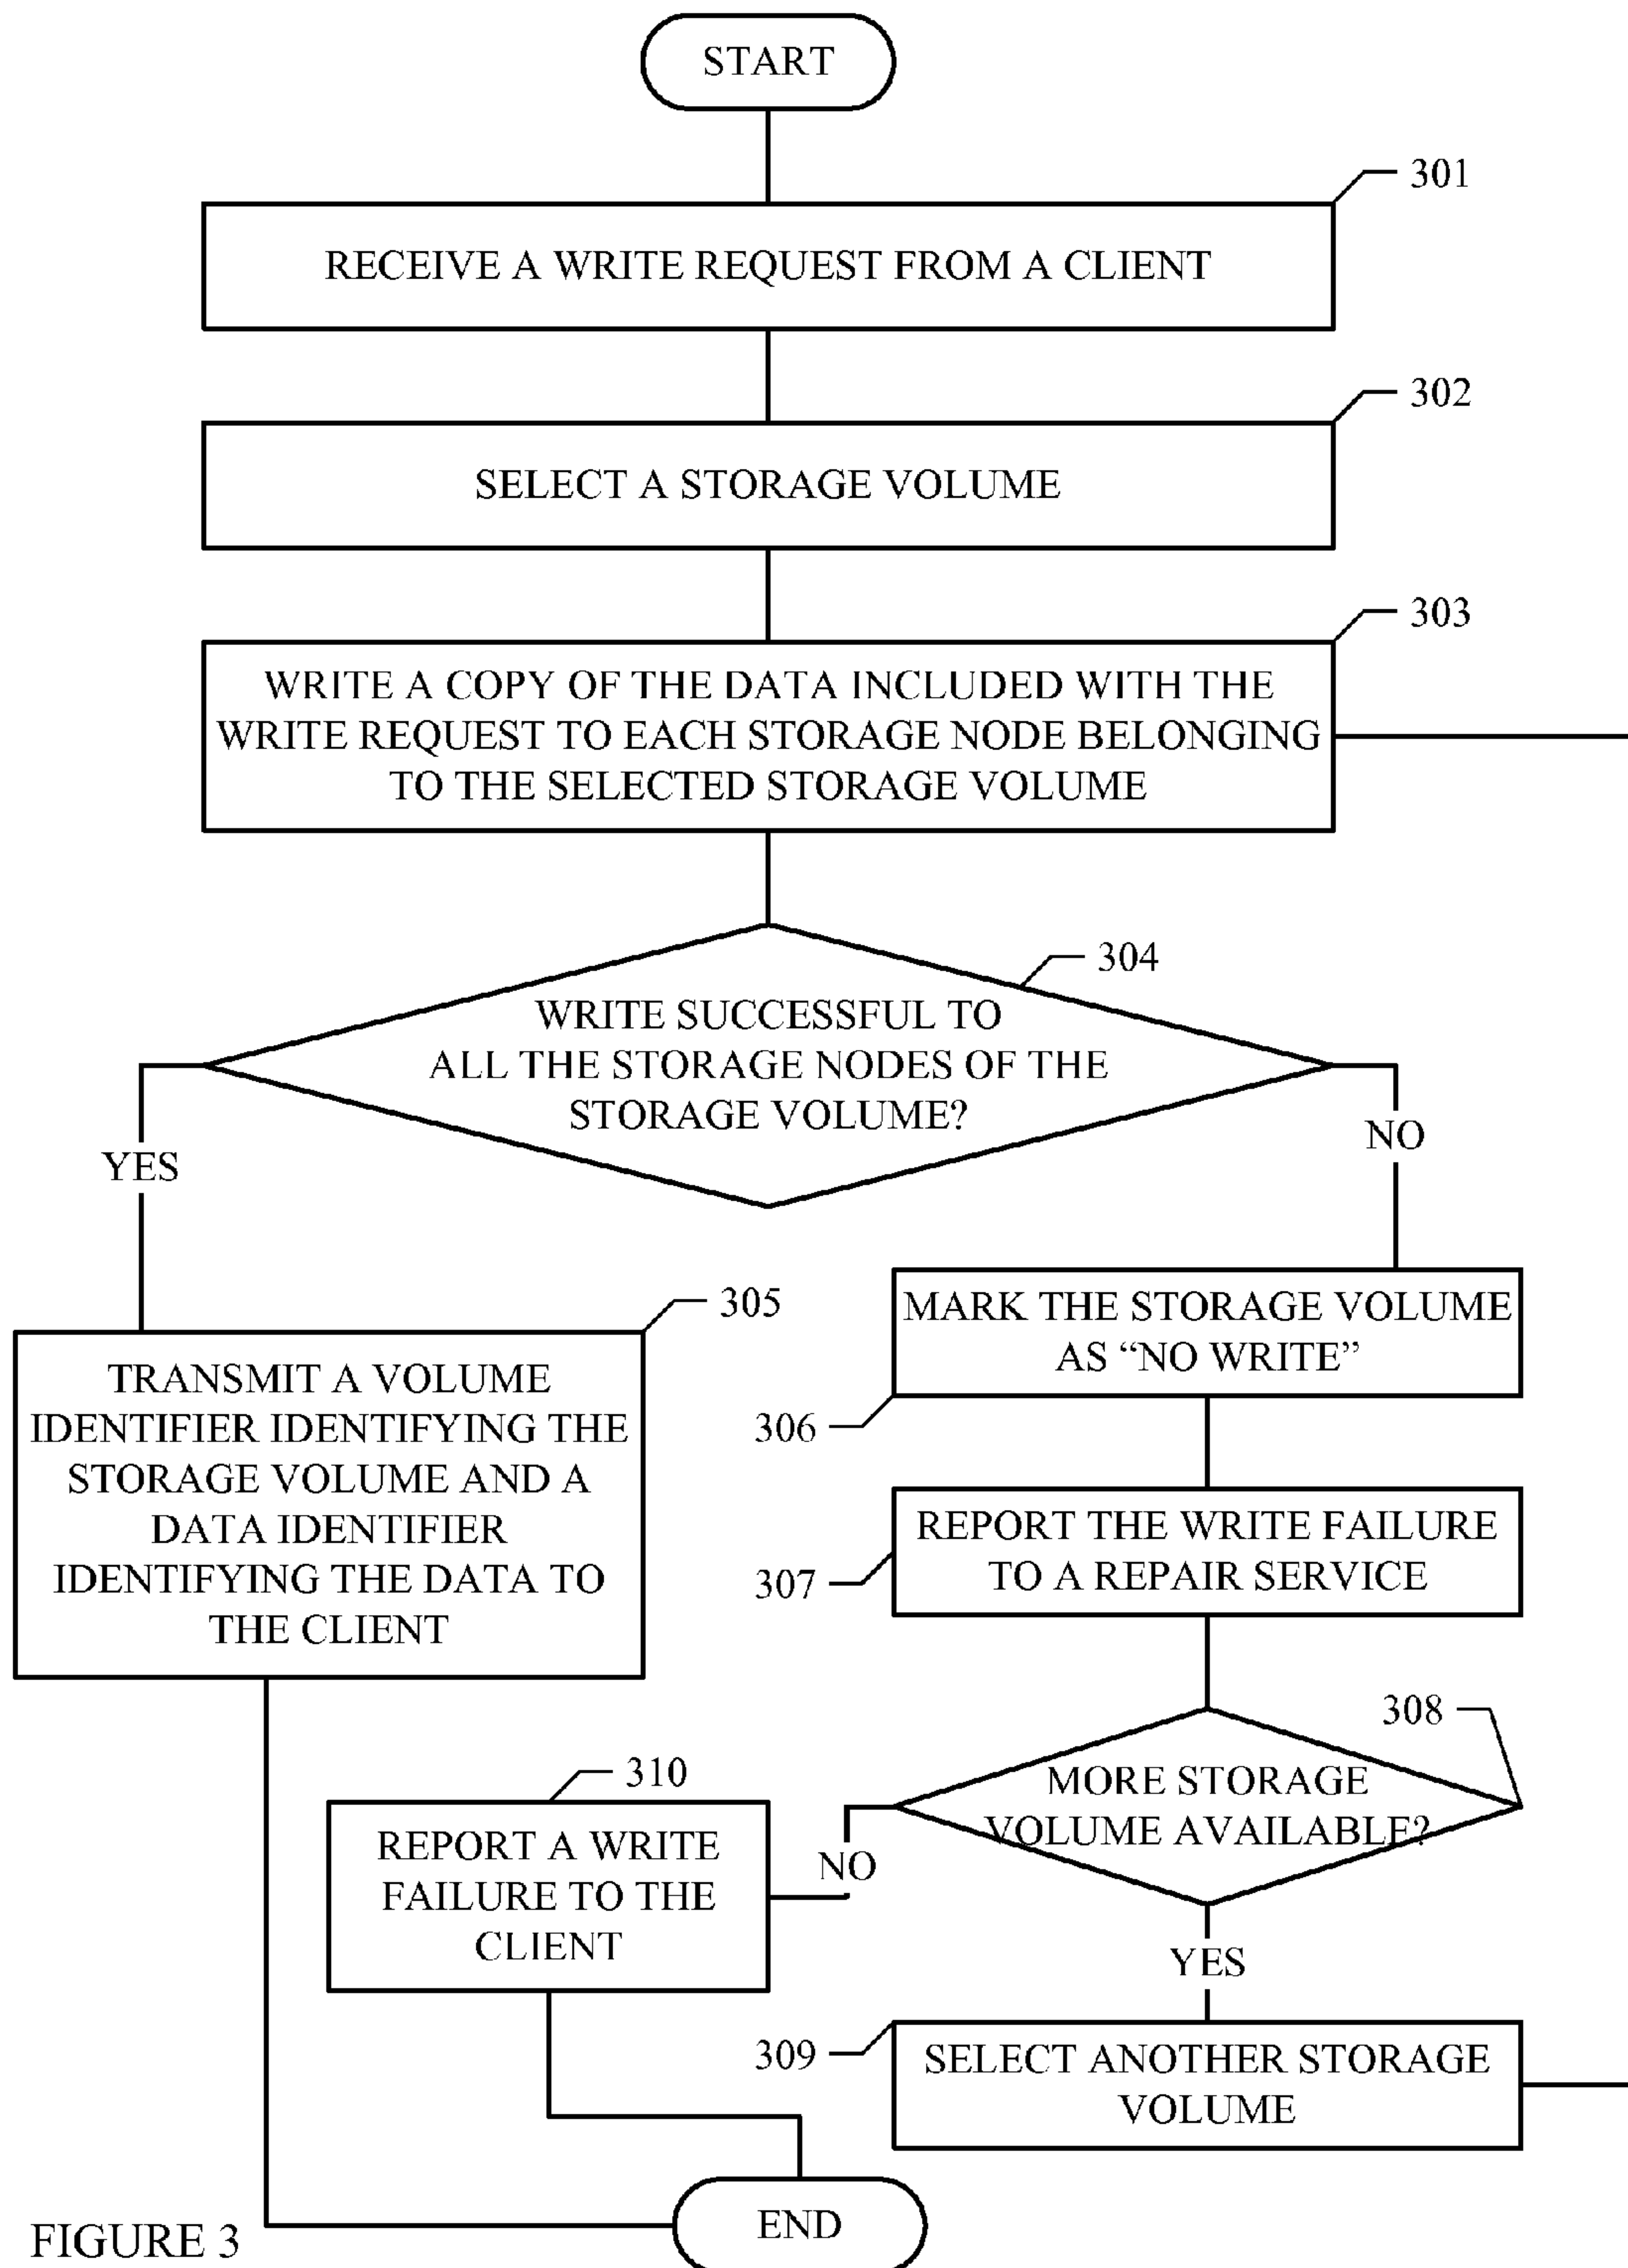 START
301
RECEIVE A WRITE REQUEST FROM A CLIENT
302
SELECT A STORAGE VOLUME
303
WRITE A COPY OF THE DATA INCLUDED WITH THE
WRITE REQUEST TO EACH STORAGE NODE BELONGING
TO THE SELECTED STORAGE VOLUME
304
WRITE SUCCESSFUL TO
ALL THE STORAGE NODES OF THE
STORAGE VOLUME?
YES
NO
305
TRANSMIT A VOLUME
IDENTIFIER IDENTIFYING THE
STORAGE VOLUME AND A
DATA IDENTIFIER
IDENTIFYING THE DATA TO
THE CLIENT
MARK THE STORAGE VOLUME
AS “NO WRITE”
306
REPORT THE WRITE FAILURE
TO A REPAIR SERVICE
307
308
MORE STORAGE
VOLUME AVAILABLE?
NO
YES
310
REPORT A WRITE
FAILURE TO THE
CLIENT
309
SELECT ANOTHER STORAGE
VOLUME
END
FIGURE 3